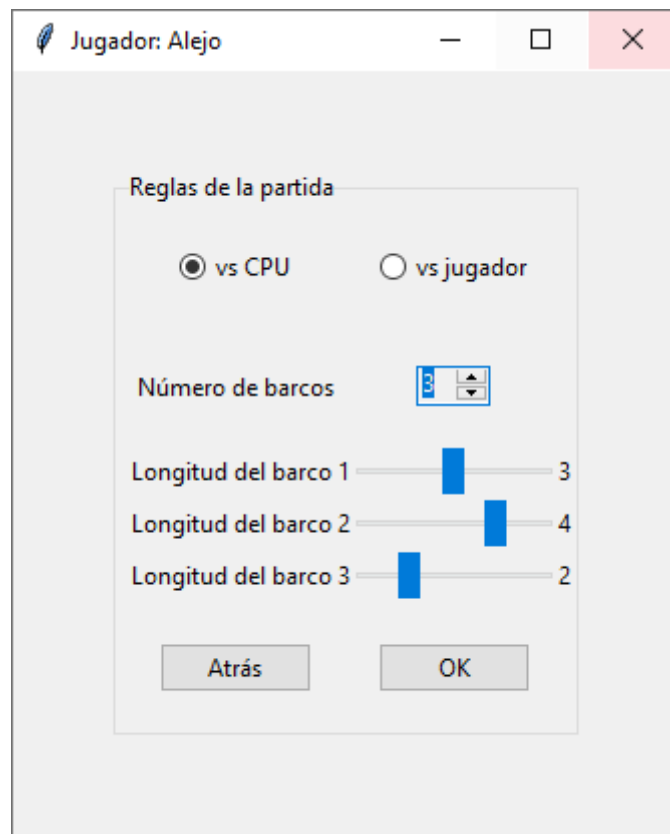 Jugador: Alejo
Reglas de la partida
vs CPU vs jugador
Número de barcos 3
Longitud del barco 1 3
Longitud del barco 2 4
Longitud del barco 3 2
Atrás OK